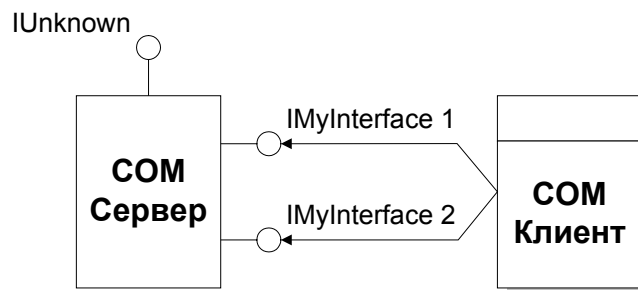 IUnknown
IMyInterface 1
COM
Сервер
IMyInterface 2
COM
Клиент